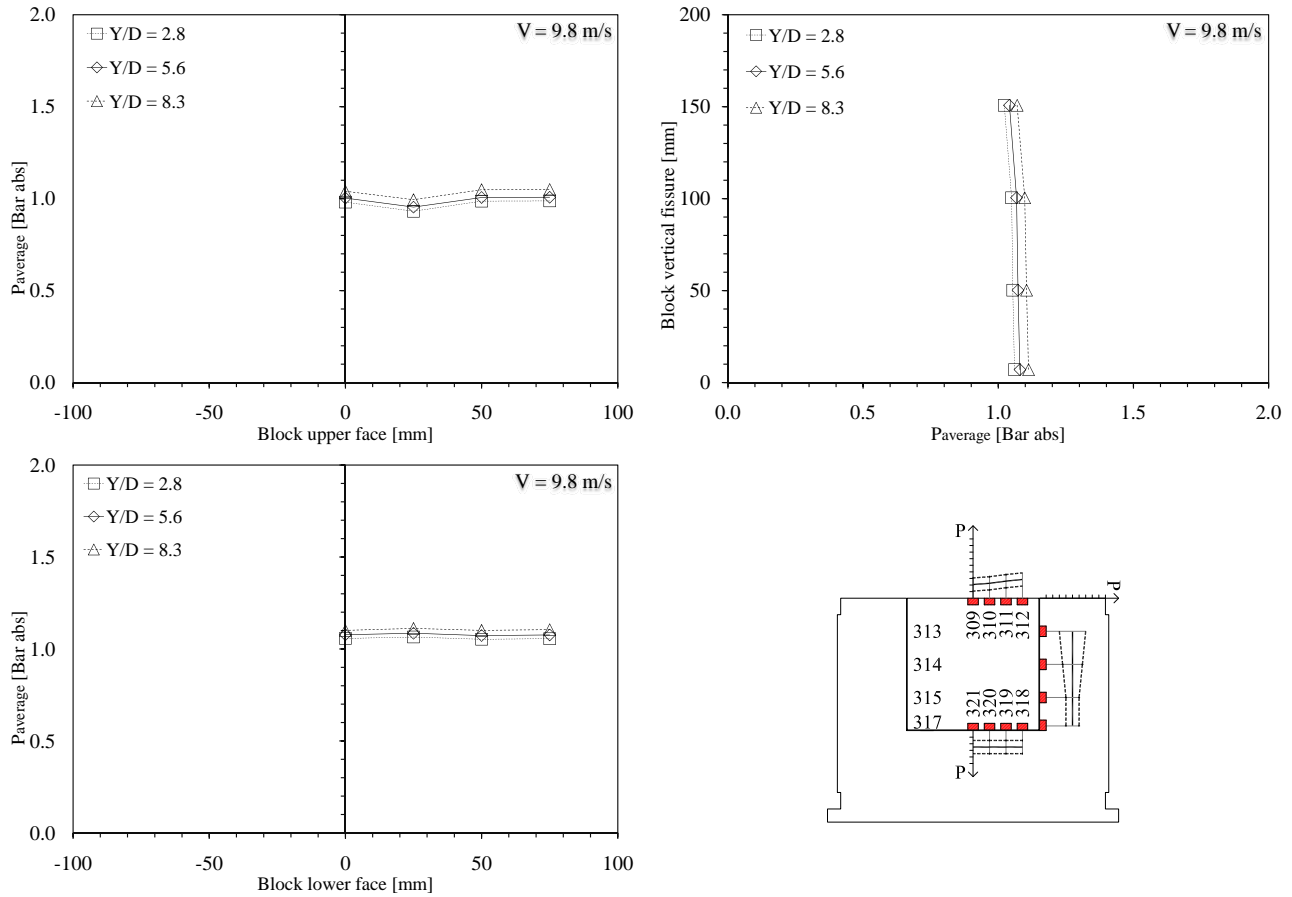 2.0
V = 9.8 m/s
Y/D = 2.8
Y/D = 5.6
Y/D = 8.3
1.5
1.0
0.5
0.0
Paverage [Bar abs]
-100
-50
0
50
100
Block upper face [mm]
200
V = 9.8 m/s
Y/D = 2.8
Y/D = 5.6
Y/D = 8.3
150
100
50
0
Block vertical fissure [mm]
0.0
0.5
1.0
1.5
2.0
Paverage [Bar abs]
2.0
V = 9.8 m/s
Y/D = 2.8
Y/D = 5.6
Y/D = 8.3
1.5
1.0
0.5
0.0
Paverage [Bar abs]
-100
-50
0
50
100
Block lower face [mm]
P
P
309
310
311
312
313
314
315
317
321
320
319
318
P